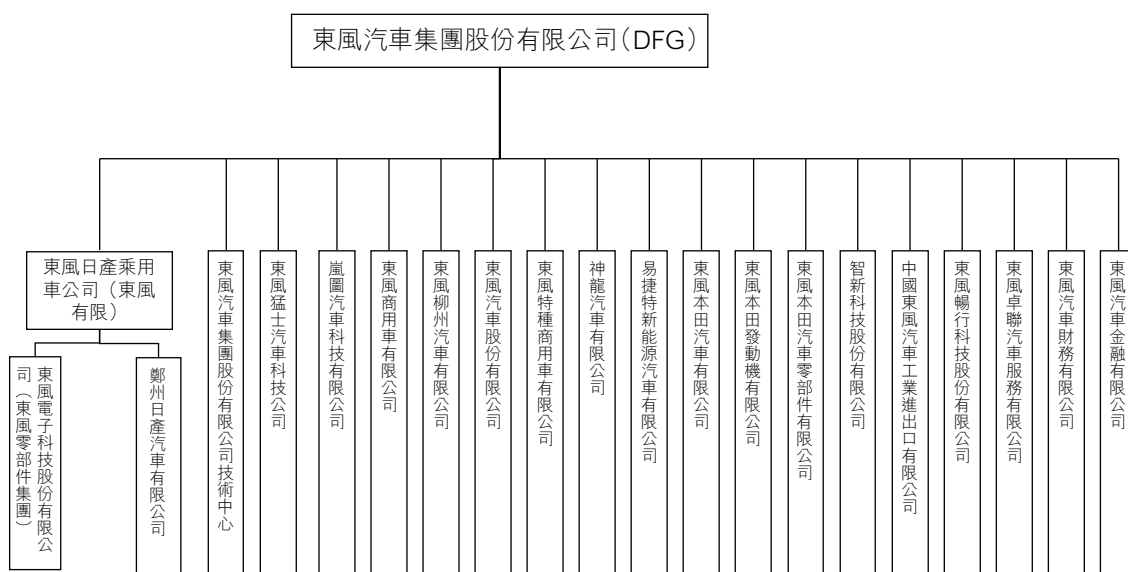 東風汽車集團股份有限公司(DFG)
東風日產乘用
車公司（東風
有限）
東風電子科技股份有限公
司（東風零部件集團）
鄭州日產汽車有限公司
東風汽車集團股份有限公司技術中心
東風猛士汽車科技公司
嵐圖汽車科技有限公司
東風商用車有限公司
東風柳州汽車有限公司
東風汽車股份有限公司
東風特種商用車有限公司
神龍汽車有限公司
易捷特新能源汽車有限公司
東風本田汽車有限公司
東風本田發動機有限公司
東風本田汽車零部件有限公司
智新科技股份有限公司
中國東風汽車工業進出口有限公司
東風暢行科技股份有限公司
東風卓聯汽車服務有限公司
東風汽車財務有限公司
東風汽車金融有限公司